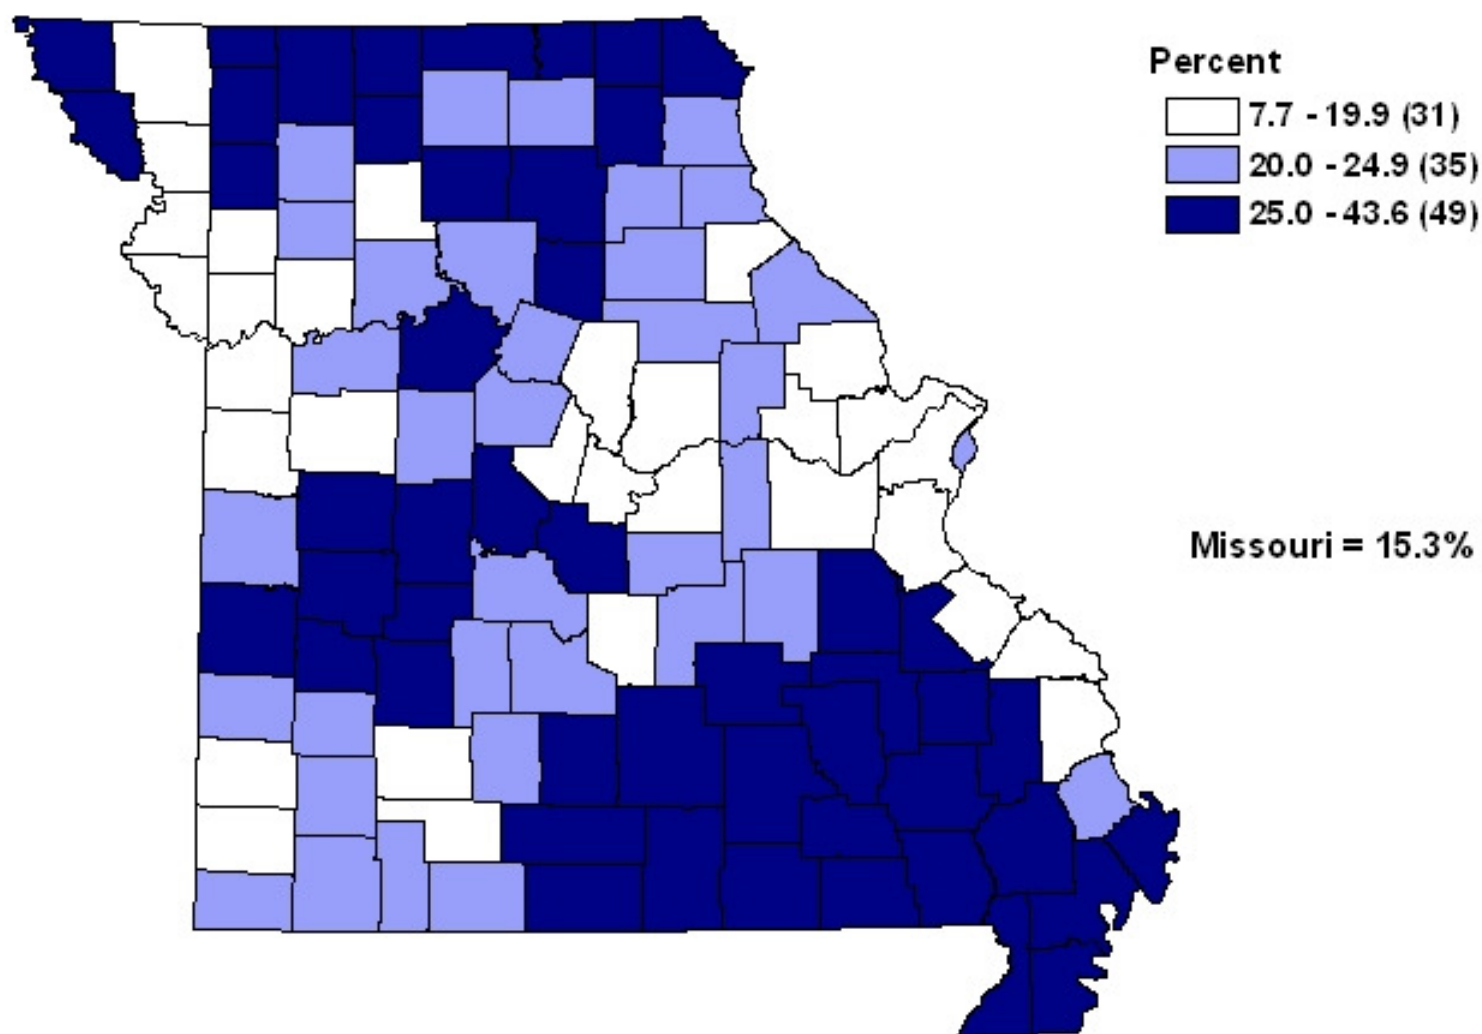 Percent
7.7 - 19.9 (31)
20.0 - 24.9 (35)
25.0 - 43.6 (49)
Missouri = 15.3%